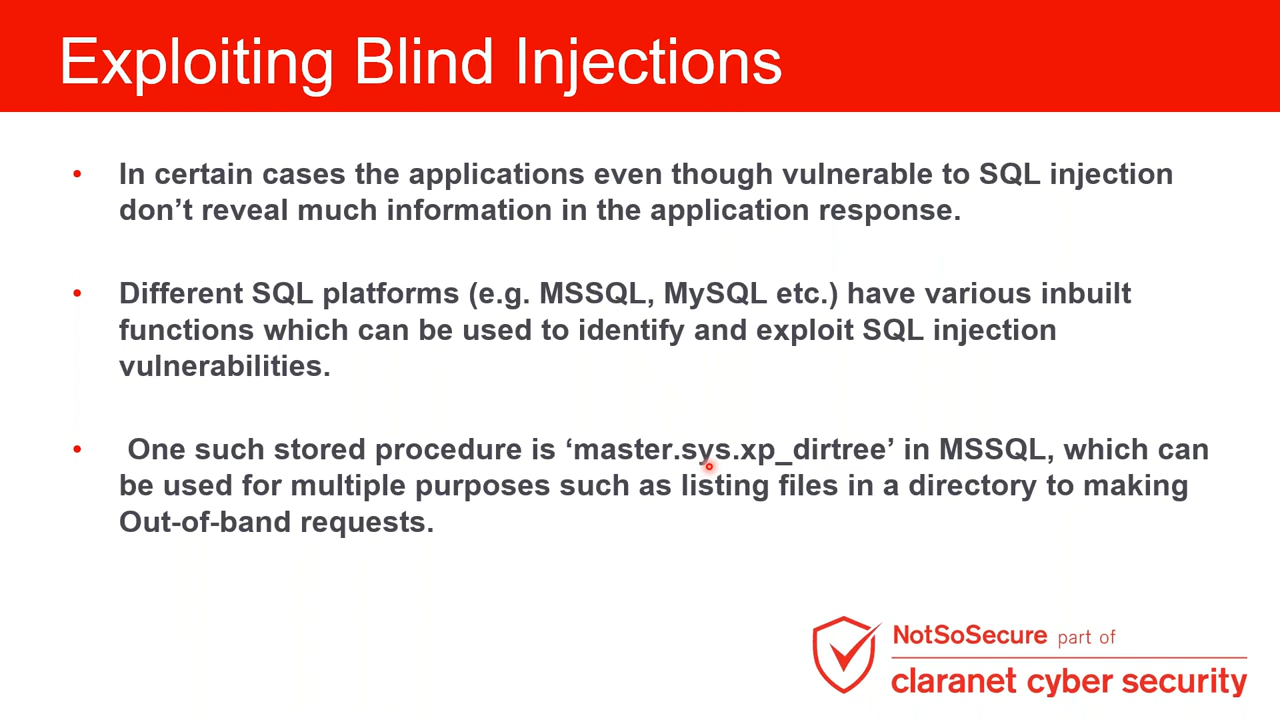 Exploiting Blind Injections
• In certain cases the applications even though vulnerable to SQL injection
don’t reveal much information in the application response.
• Different SQL platforms (e.g. MSSQL, MySQL etc.) have various inbuilt
functions which can be used to identify and exploit SQL injection
vulnerabilities.
• One such stored procedure is ‘master.sys.xp_dirtree’ in MSSQL, which can
be used for multiple purposes such as listing files in a directory to making
Out-of-band requests.
NotSoSecure part of
claranet cyber security